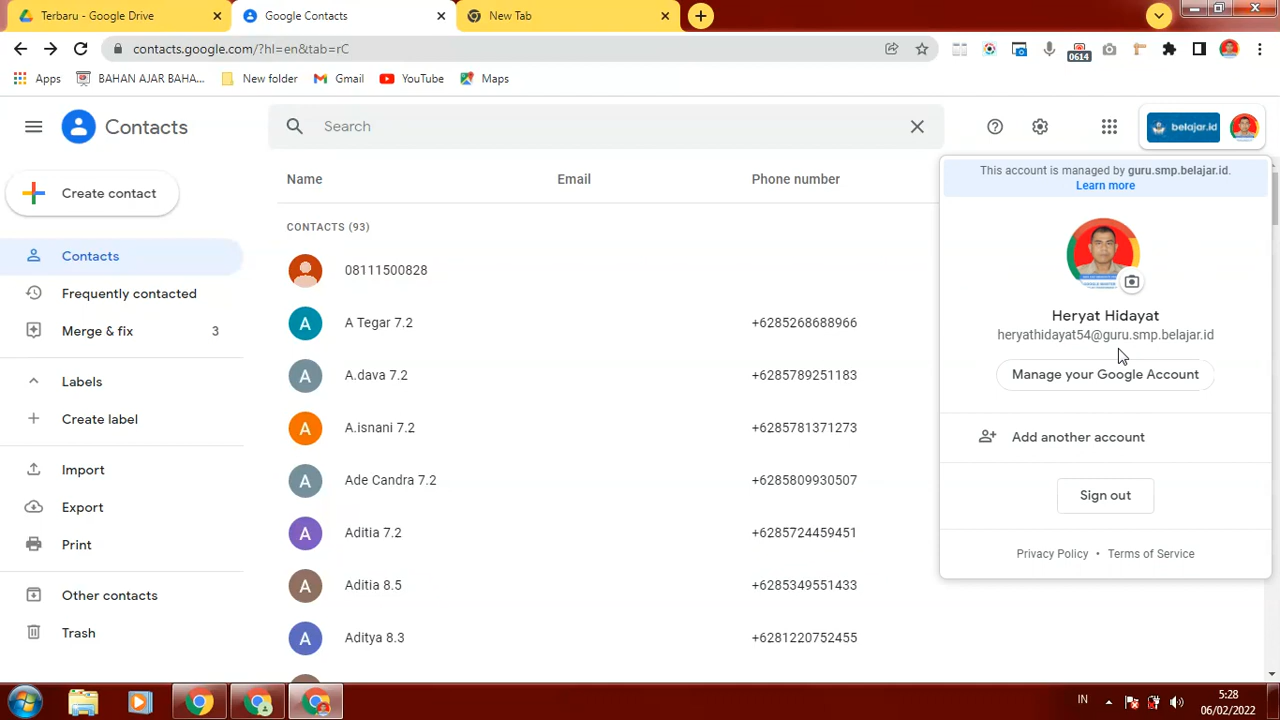 Terbaru - Google Drive
Google Contacts
New Tab
contacts.google.com/?hl=en&tab=rC
0614
Apps
BAHAN AJAR BAHA...
New folder
Gmail
YouTube
Maps
Contacts
Search
belajar.id
Create contact
Contacts
Frequently contacted
Merge & fix
3
Labels
Create label
Import
Export
Print
Other contacts
Trash
Name
Email
Phone number
CONTACTS (93)
08111500828
A Tegar 7.2
+6285268688966
A
A.dava 7.2
+6285789251183
A
A.isnani 7.2
+6285781371273
A
Ade Candra 7.2
+6285809930507
A
Aditia 7.2
+6285724459451
A
Aditia 8.5
+6285349551433
A
Aditya 8.3
+6281220752455
A
This account is managed by guru.smp.belajar.id.
Learn more
Heryat Hidayat
heryathidayat54@guru.smp.belajar.id
Manage your Google Account
Add another account
Sign out
Privacy Policy • Terms of Service
IN
5:28
06/02/2022